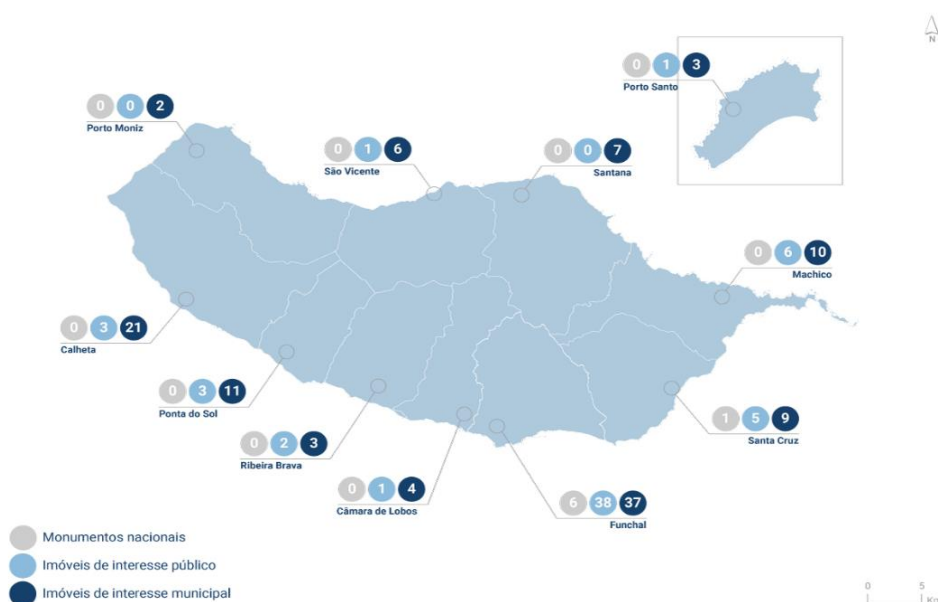 N
0 1 3
Porto Santo
0 0 2
Porto Moniz
0 1 6
São Vicente
0 0 7
Santana
0 6 10
Machico
0 3 21
Calheta
0 3 11
Ponta do Sol
1 5 9
Santa Cruz
0 2 3
Ribeira Brava
0 1 4
Câmara de Lobos
6 38 37
Funchal
Monumentos nacionais
Imóveis de interesse público
Imóveis de interesse municipal
0 5